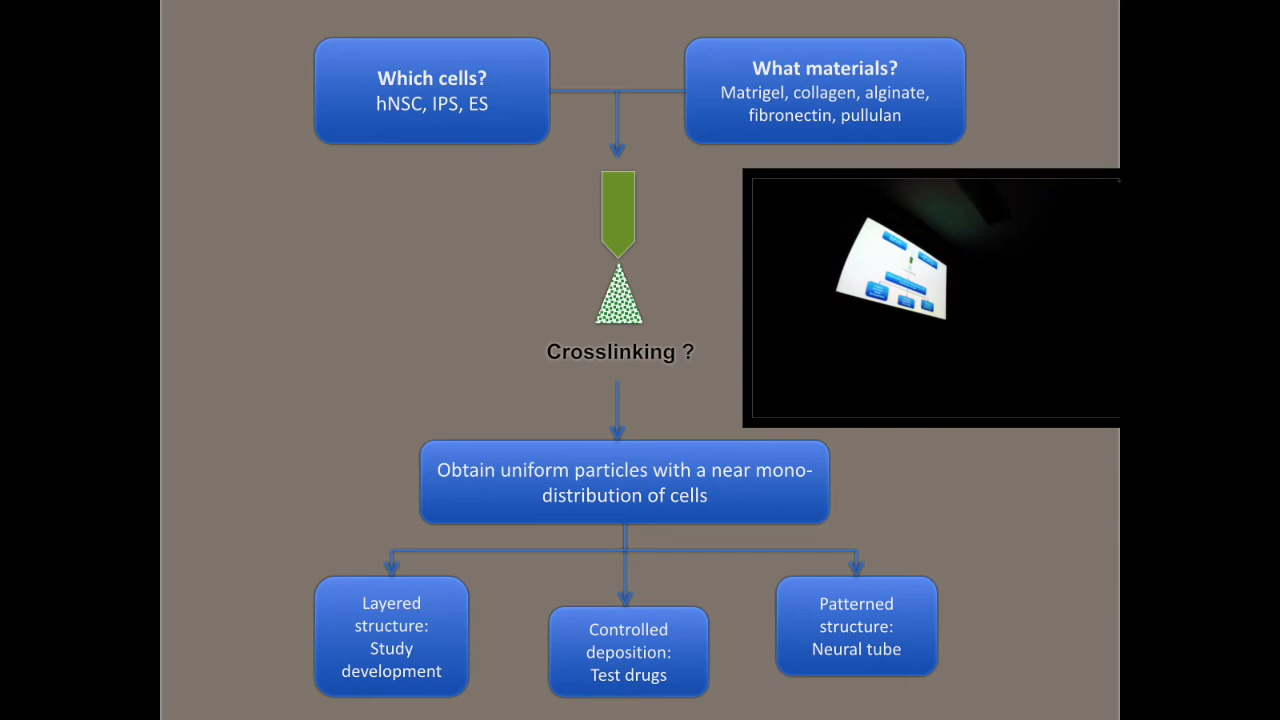 Which cells?
hNSC, IPS, ES
What materials?
Matrigel, collagen, alginate,
fibronectin, pullulan
Crosslinking ?
Obtain uniform particles with a near mono-
distribution of cells
Layered
structure:
Study
development
Controlled
deposition:
Test drugs
Patterned
structure:
Neural tube